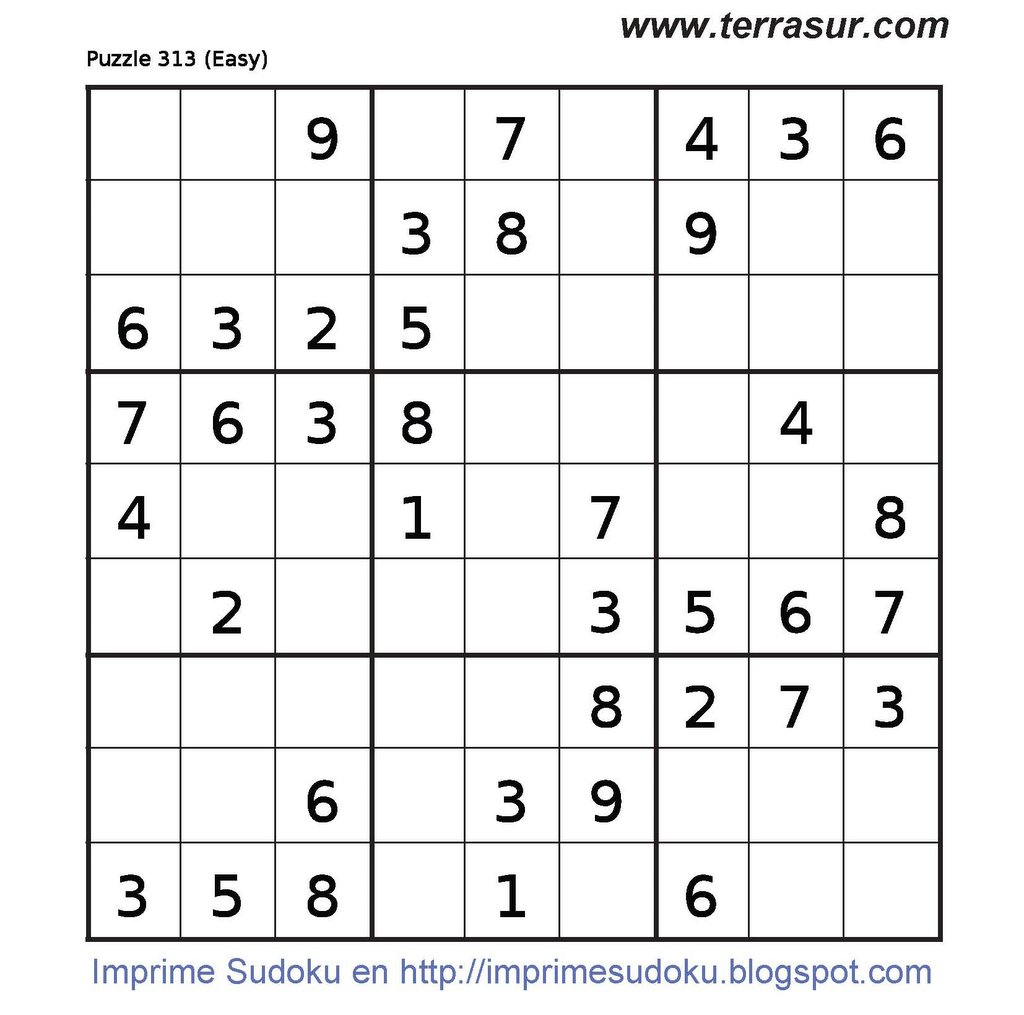 www.terrasur.com
Puzzle 313 (Easy)
9 7 4 3 6
3 8 9
6 3 2 5
7 6 3 8 4
4 1 7 8
2 3 5 6 7
8 2 7 3
6 3 9
3 5 8 1 6
Imprime Sudoku en http://imprimesudoku.blogspot.com